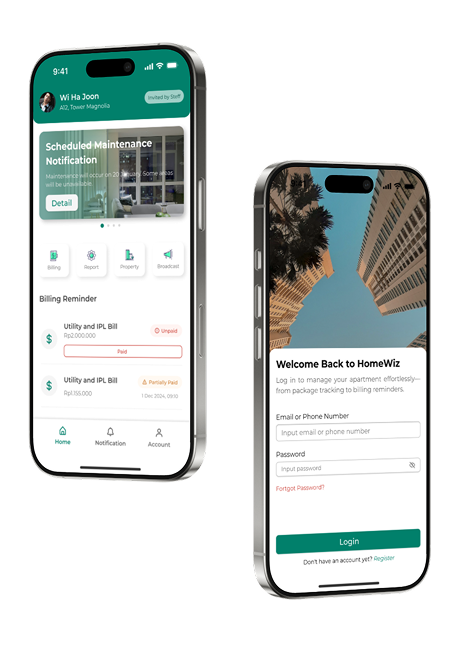 9:41
Wi Ha Joon
A12, Tower Magnolia
Invited by Staff
Scheduled Maintenance
Notification
Maintenance will occur on 20 January. Some areas
will be unavailable.
Detail
Billing
Report
Property
Broadcast
Billing Reminder
Utility and IPL Bill
Rp2.000.000
Unpaid
Paid
Utility and IPL Bill
Rp1.155.000
Partially Paid
1 Dec 2024, 09:10
Home
Notification
Account
Welcome Back to HomeWiz
Log in to manage your apartment effortlessly—
from package tracking to billing reminders.
Email or Phone Number
Input email or phone number
Password
Input password
Forgot Password?
Login
Don't have an account yet? Register